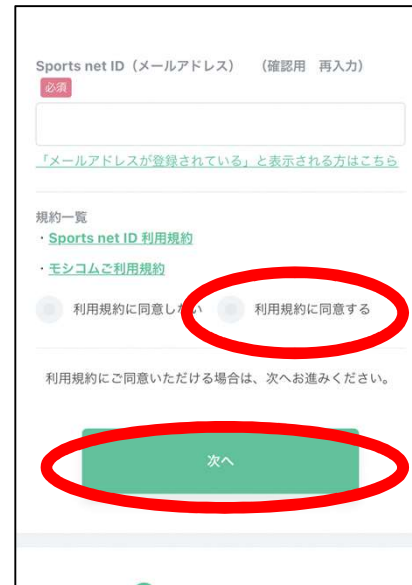 Sports net ID（メールアドレス）　（確認用　再入力）
必須
「メールアドレスが登録されている」と表示される方はこちら
規約一覧
・Sports net ID 利用規約
・モシコムご利用規約
利用規約に同意しない　利用規約に同意する
利用規約にご同意いただける場合は、次へお進みください。
次へ